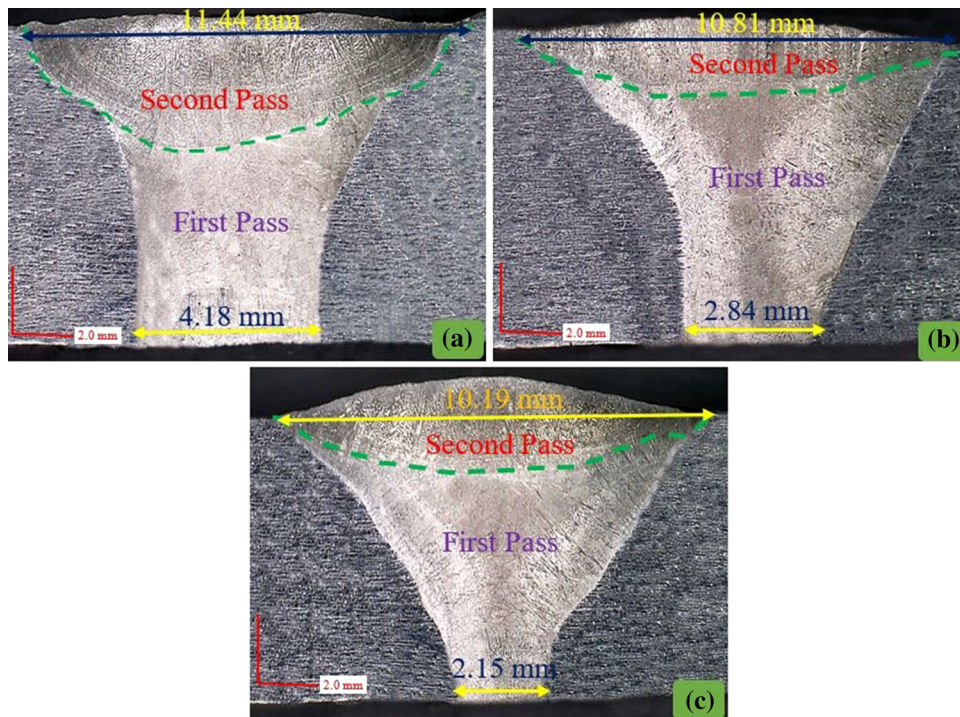 11.44 mm
Second Pass
First Pass
4.18 mm
2.0 mm
(a)
10.81 mm
Second Pass
First Pass
2.84 mm
2.0 mm
(b)
10.19 mm
Second Pass
First Pass
2.15 mm
2.0 mm
(c)